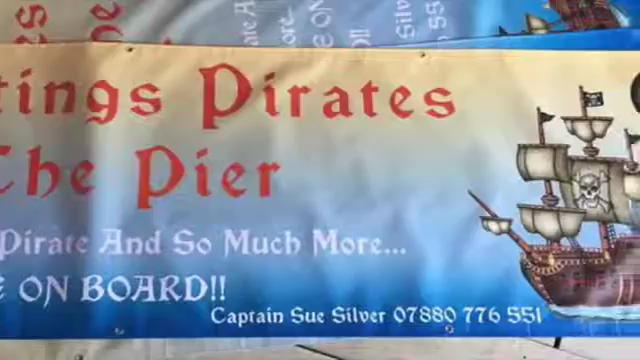 tings Pirates
The Pier
Pirate And So Much More...
E ON BOARD!!
Captain Sue Silver 07880 776 551